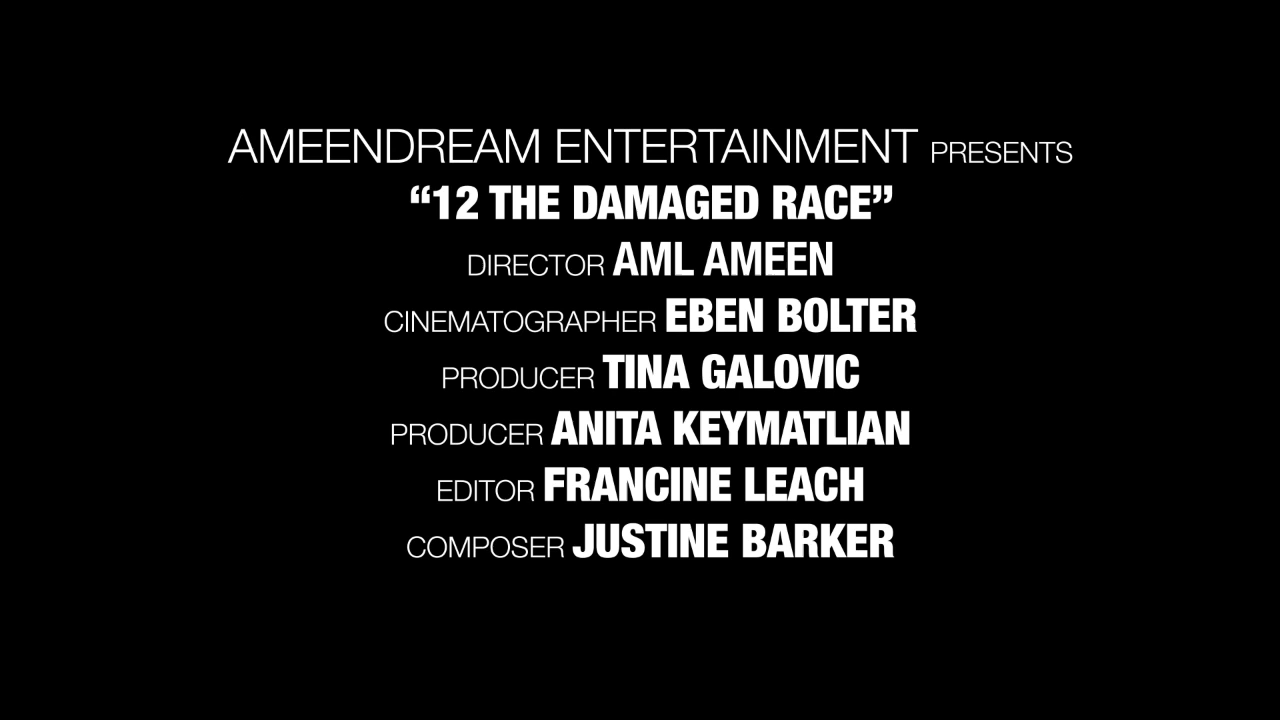 AMEENDREAM ENTERTAINMENT PRESENTS
“12 THE DAMAGED RACE”
DIRECTOR AML AMEEN
CINEMATOGRAPHER EBEN BOLTER
PRODUCER TINA GALOVIC
PRODUCER ANITA KEYMATLIAN
EDITOR FRANCINE LEACH
COMPOSER JUSTINE BARKER